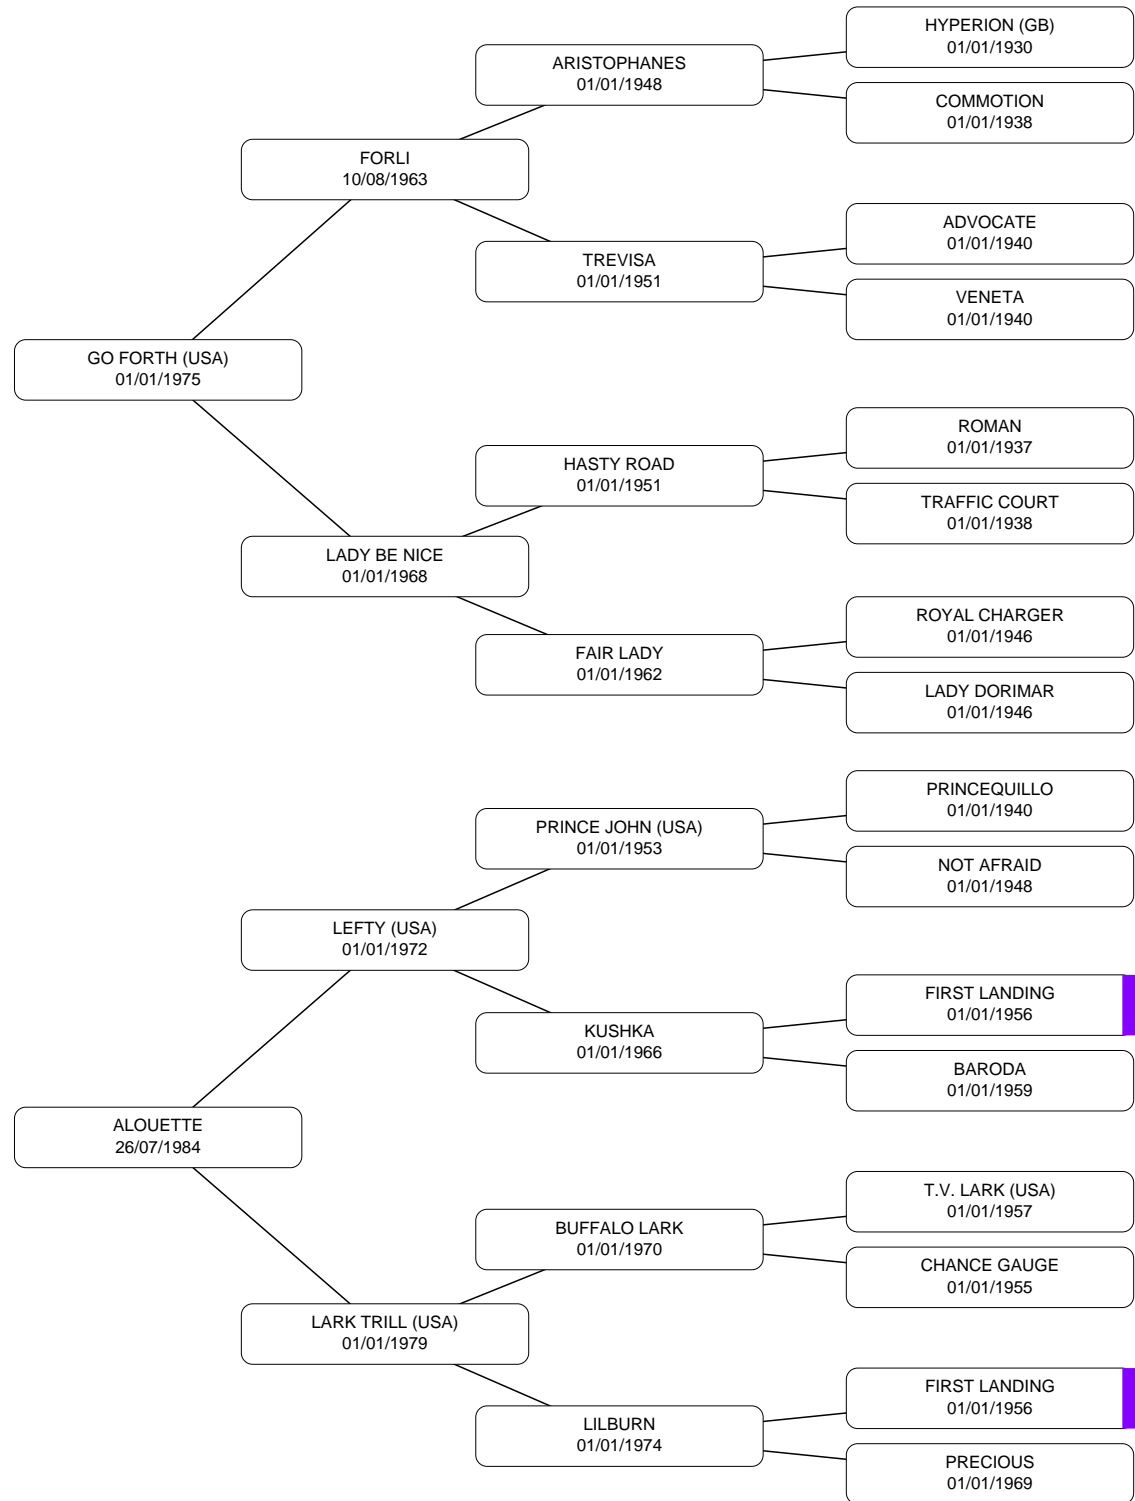 HYPERION (GB)
01/01/1930
ARISTOPHANES
01/01/1948
COMMOTION
01/01/1938
FORLI
10/08/1963
ADVOCATE
01/01/1940
TREVISA
01/01/1951
VENETA
01/01/1940
GO FORTH (USA)
01/01/1975
ROMAN
01/01/1937
HASTY ROAD
01/01/1951
TRAFFIC COURT
01/01/1938
LADY BE NICE
01/01/1968
ROYAL CHARGER
01/01/1946
FAIR LADY
01/01/1962
LADY DORIMAR
01/01/1946
PRINCEQUILLO
01/01/1940
PRINCE JOHN (USA)
01/01/1953
NOT AFRAID
01/01/1948
LEFTY (USA)
01/01/1972
FIRST LANDING
01/01/1956
KUSHKA
01/01/1966
BARODA
01/01/1959
ALOUETTE
26/07/1984
T.V. LARK (USA)
01/01/1957
BUFFALO LARK
01/01/1970
CHANCE GAUGE
01/01/1955
LARK TRILL (USA)
01/01/1979
FIRST LANDING
01/01/1956
LILBURN
01/01/1974
PRECIOUS
01/01/1969